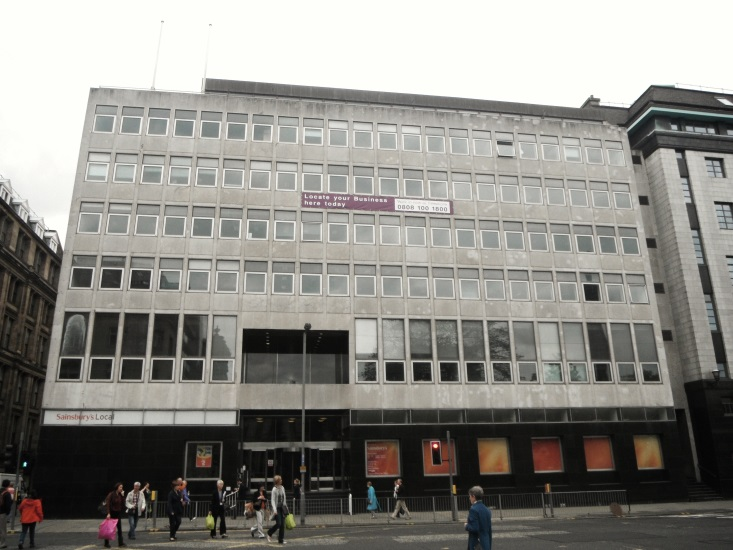 Locate your Business
here today
0808 100 1800
Sainsbury's Local